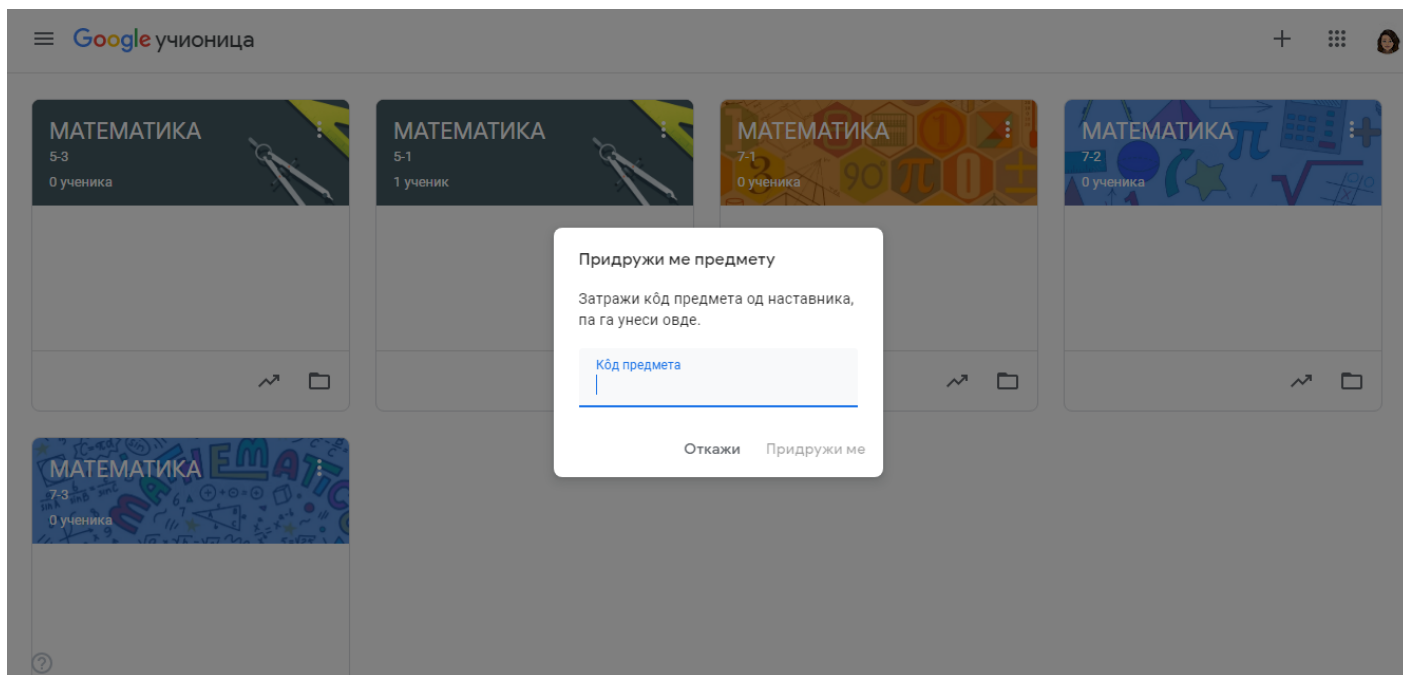 Google учионица
МАТЕМАТИКА
5-3
0 ученика
МАТЕМАТИКА
5-1
1 ученик
МАТЕМАТИКА
7-1
0 ученика
МАТЕМАТИКА
7-2
0 ученика
Придружи ме предмету
Затражи кôд предмета од наставника,
па га унеси овде.
Кôд предмета
Откажи Придружи ме
МАТЕМАТИКА
7-3
0 ученика